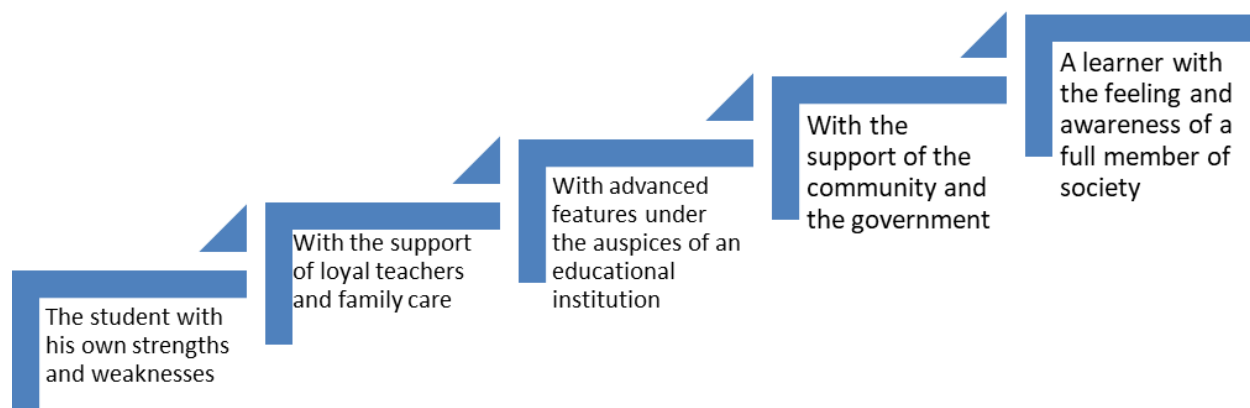 The student with
his own strengths
and weaknesses
With the support
of loyal teachers
and family care
With advanced
features under
the auspices of an
educational
institution
With the
support of the
community and
the government
A learner with
the feeling and
awareness of a
full member of
society